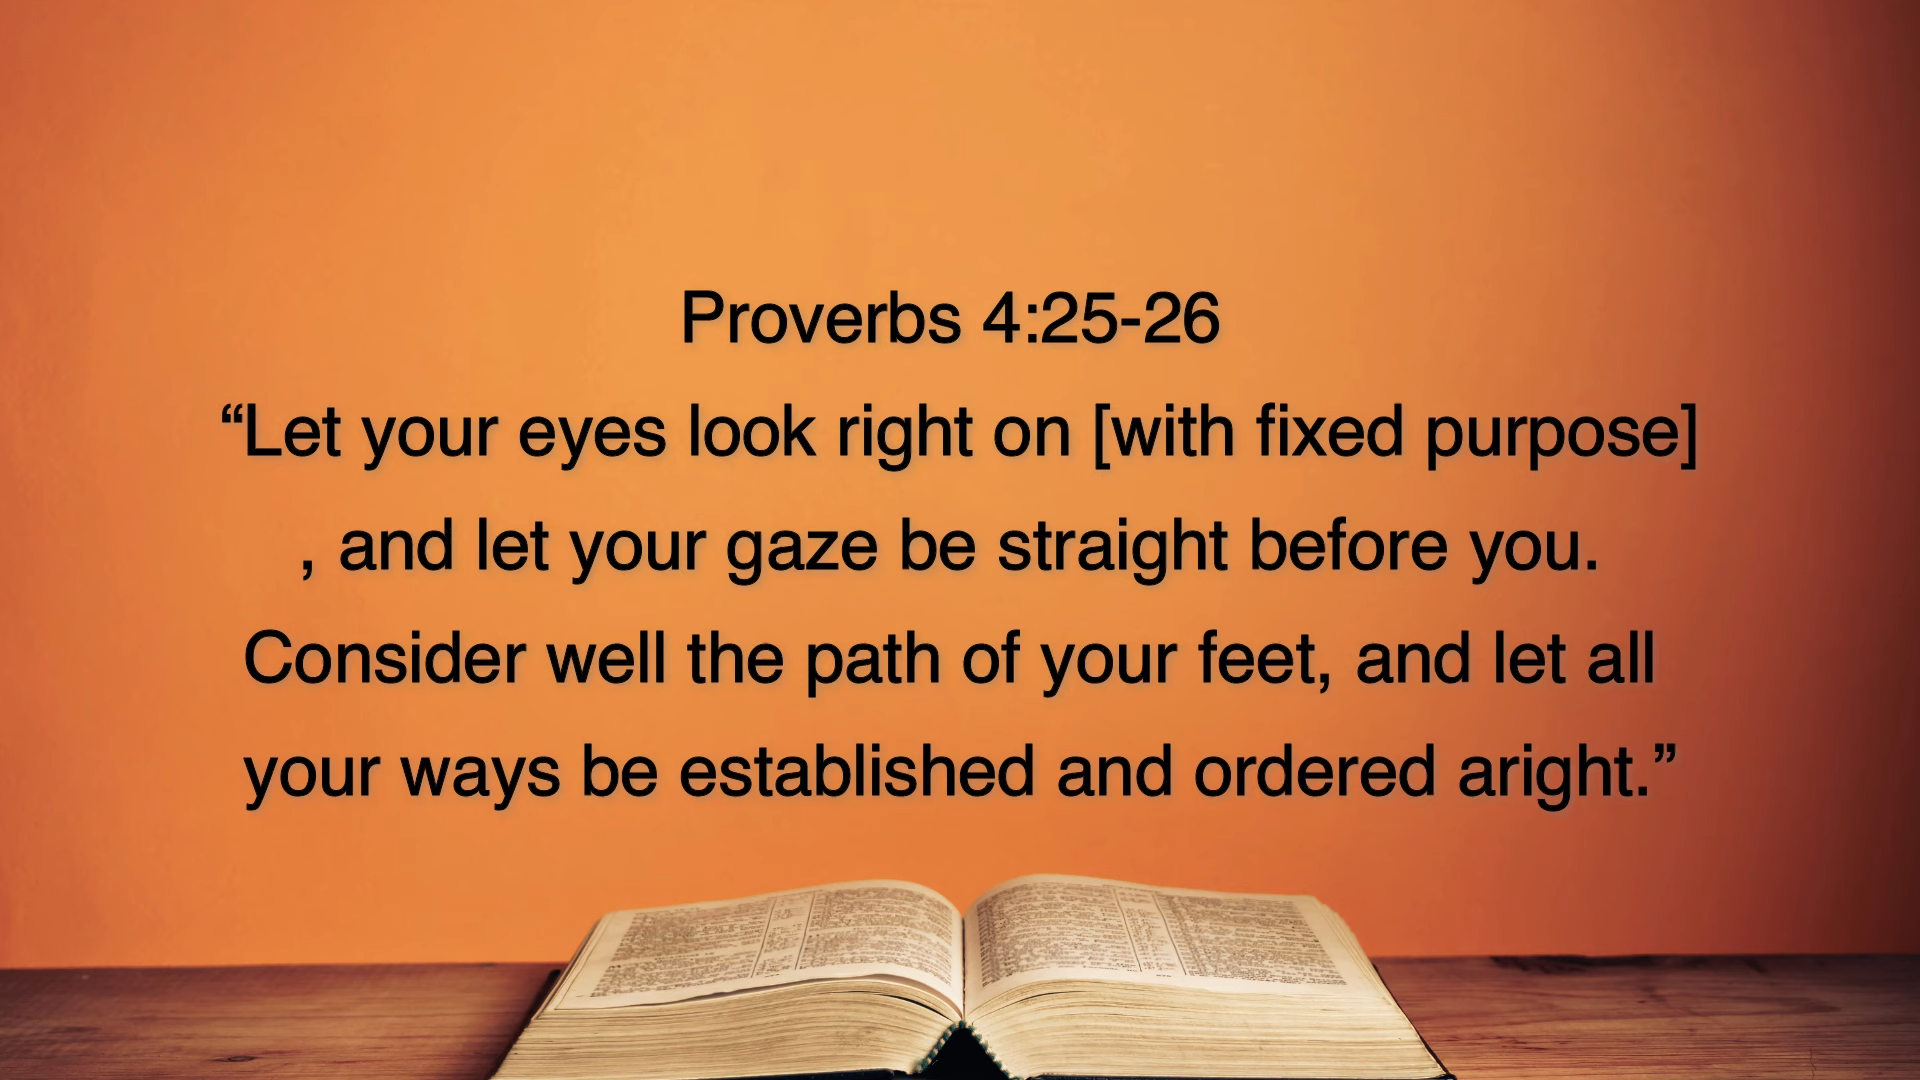 Proverbs 4:25-26
“Let your eyes look right on [with fixed purpose]
, and let your gaze be straight before you.
Consider well the path of your feet, and let all
your ways be established and ordered aright.”